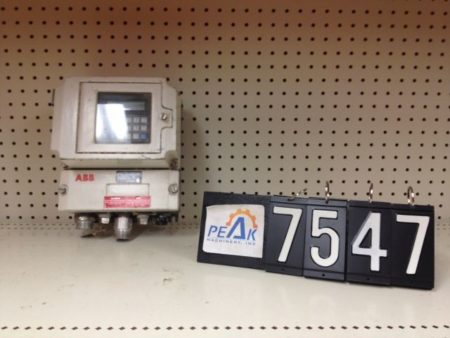 ABB
PEAK
MACHINERY, INC
7547